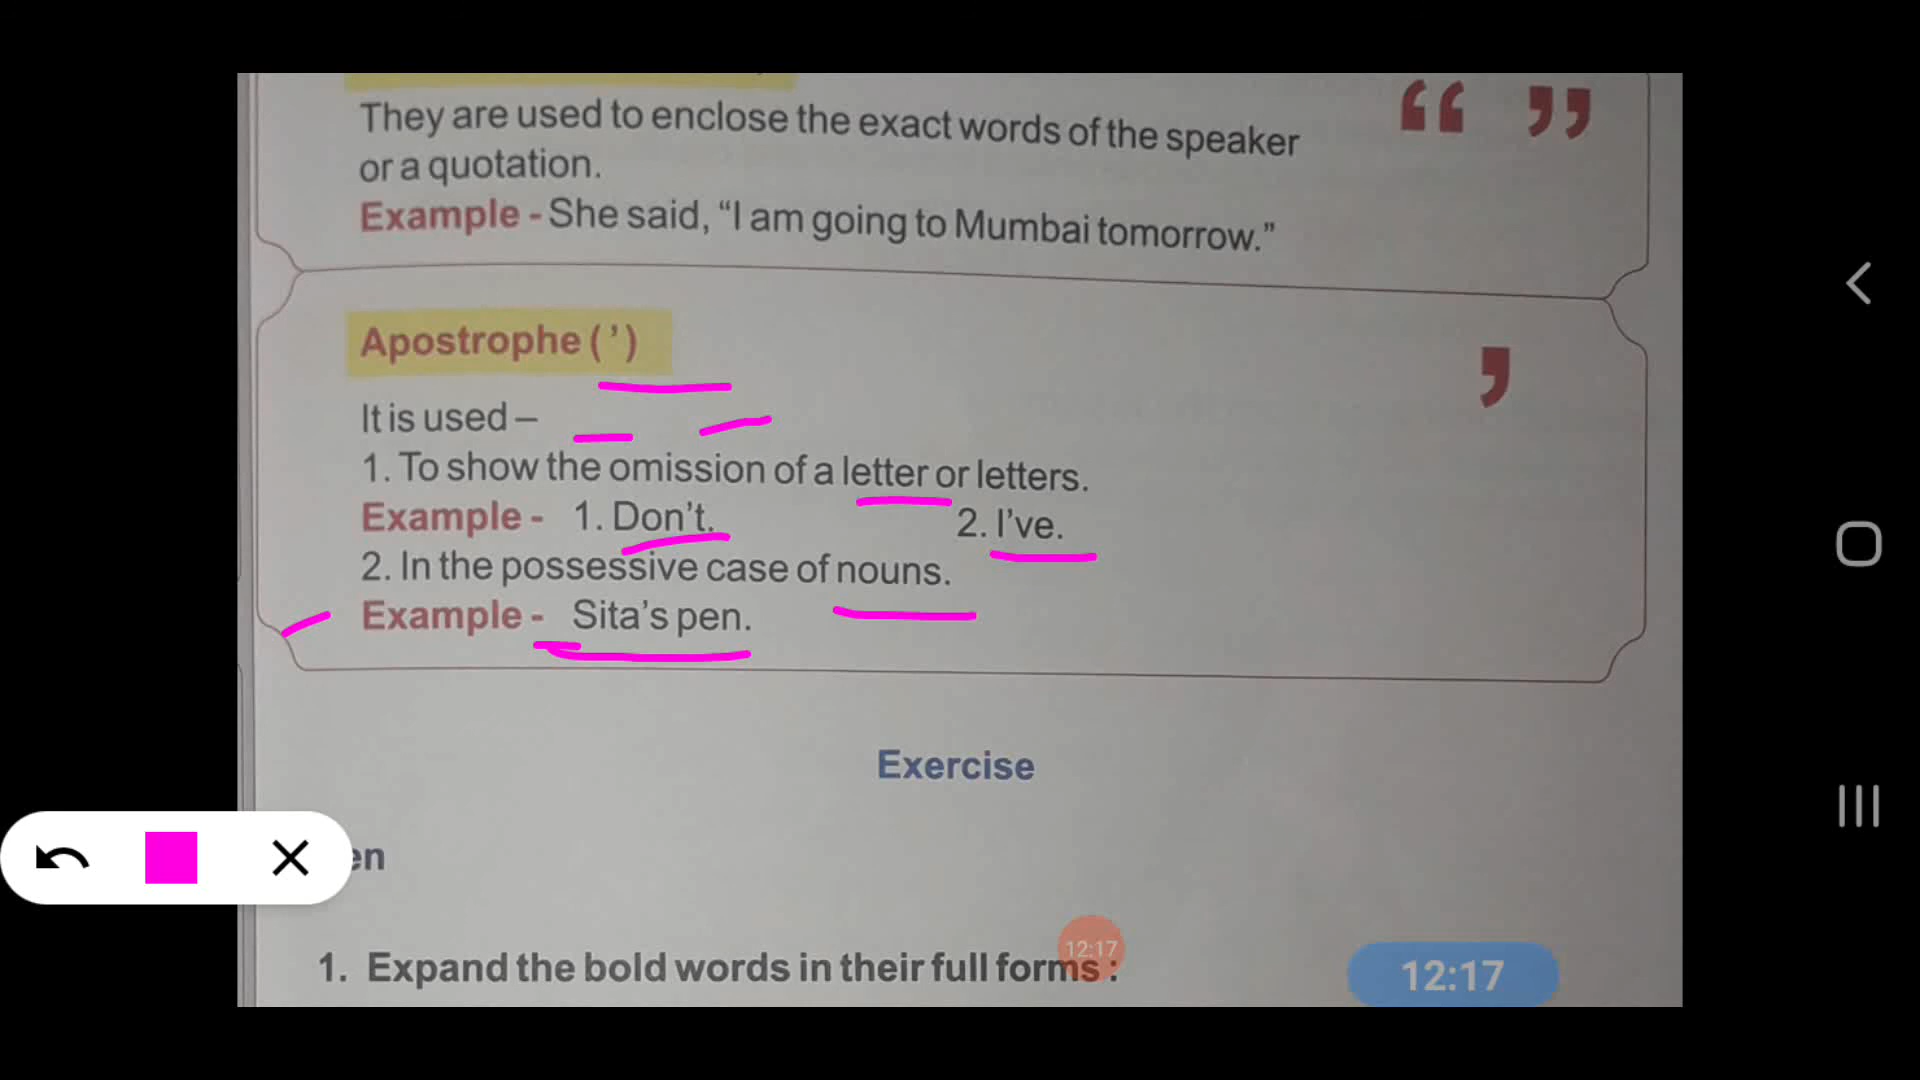 They are used to enclose the exact words of the speaker
or a quotation.
Example - She said, “I am going to Mumbai tomorrow.”
“ ”
Apostrophe (’)
’
It is used –
1. To show the omission of a letter or letters.
Example - 1. Don’t. 2. I’ve.
2. In the possessive case of nouns.
Example - Sita’s pen.
Exercise
en
1. Expand the bold words in their full forms :
12:17
12:17